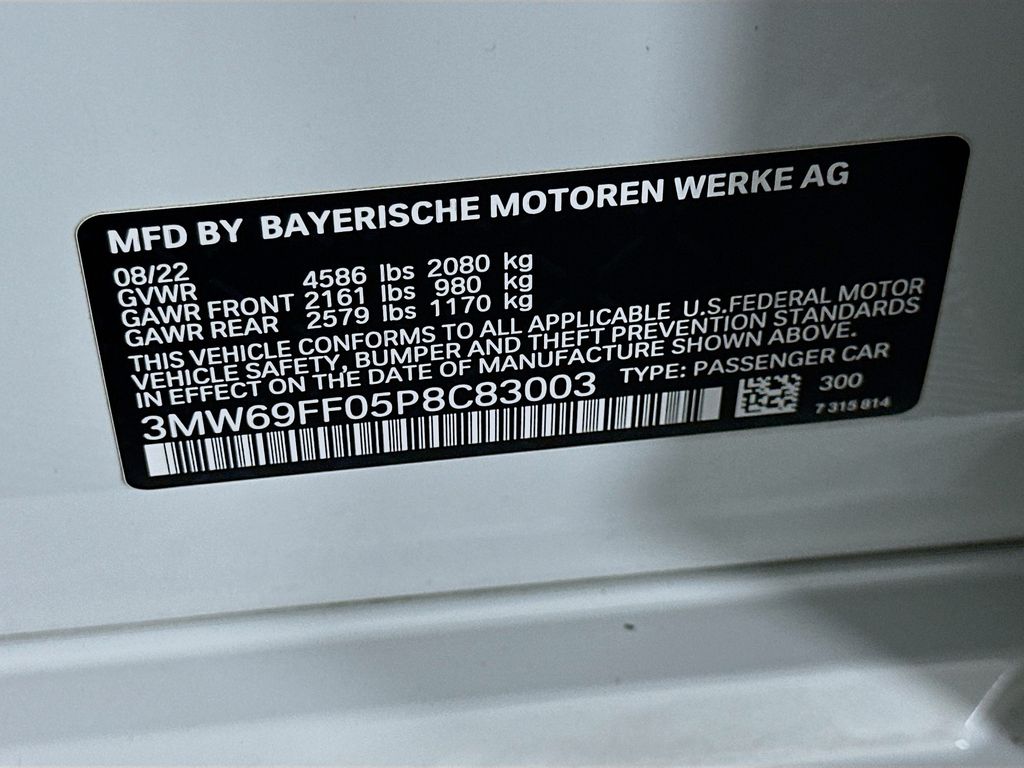 MFD BY BAYERISCHE MOTOREN WERKE AG
08/22
GVWR 4586 lbs 2080 kg
GAWR FRONT 2161 lbs 980 kg
GAWR REAR 2579 lbs 1170 kg
THIS VEHICLE CONFORMS TO ALL APPLICABLE U.S.FEDERAL MOTOR
VEHICLE SAFETY, BUMPER AND THEFT PREVENTION STANDARDS
IN EFFECT ON THE DATE OF MANUFACTURE SHOWN ABOVE.
3MW69FF05P8C83003 TYPE: PASSENGER CAR
300
7 315 814